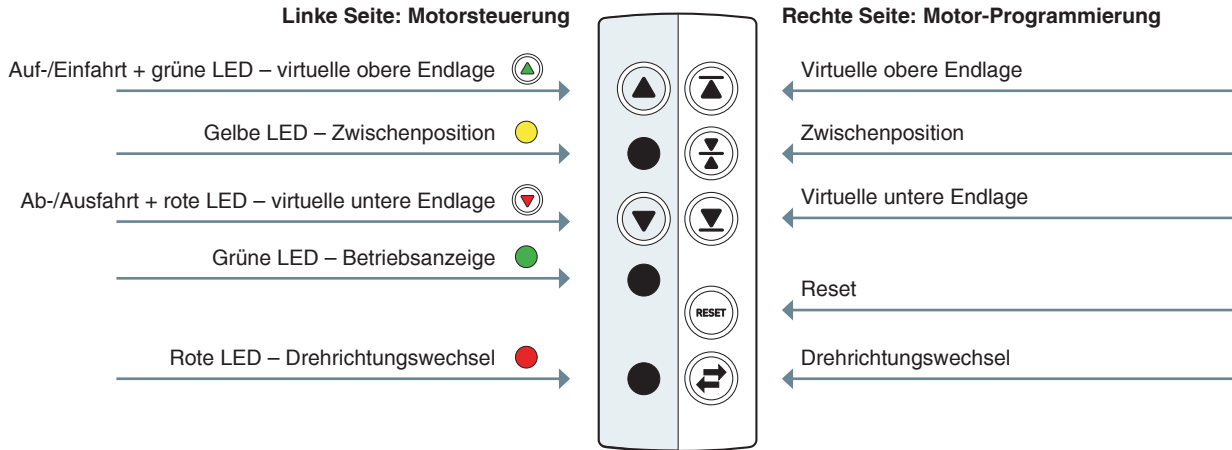 Linke Seite: Motorsteuerung
Rechte Seite: Motor-Programmierung
Auf-/Einfahrt + grüne LED – virtuelle obere Endlage
Virtuelle obere Endlage
Gelbe LED – Zwischenposition
Zwischenposition
Ab-/Ausfahrt + rote LED – virtuelle untere Endlage
Virtuelle untere Endlage
Grüne LED – Betriebsanzeige
Reset
RESET
Rote LED – Drehrichtungswechsel
Drehrichtungswechsel